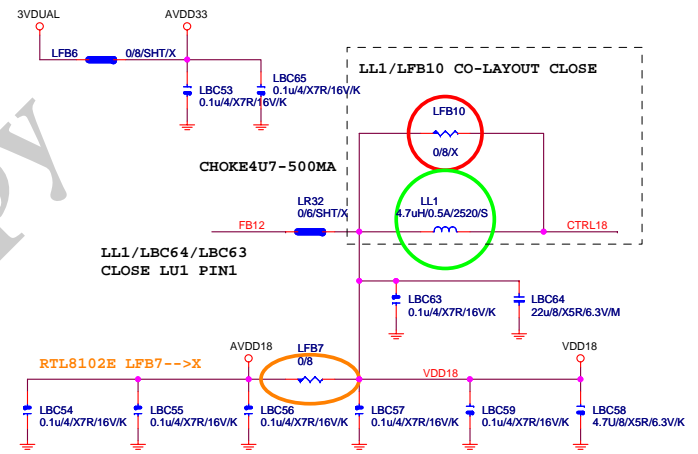 3VDUAL
AVDD33
LFB6
0/8/SHT/X
LBC53
0.1u/4/X7R/16V/K
LBC65
0.1u/4/X7R/16V/K
LL1/LFB10 CO-LAYOUT CLOSE
LFB10
0/8/X
CHOKE4U7-500MA
LR32
0/6/SHT/X
LL1
4.7uH/0.5A/2520/S
FB12
CTRL18
LL1/LBC64/LBC63
CLOSE LU1 PIN1
LBC63
0.1u/4/X7R/16V/K
LBC64
22u/8/X5R/6.3V/M
AVDD18
LFB7
0/8
VDD18
RTL8102E LFB7-->X
VDD18
LBC54
0.1u/4/X7R/16V/K
LBC55
0.1u/4/X7R/16V/K
LBC56
0.1u/4/X7R/16V/K
LBC57
0.1u/4/X7R/16V/K
LBC59
0.1u/4/X7R/16V/K
LBC58
4.7U/8/X5R/6.3V/K